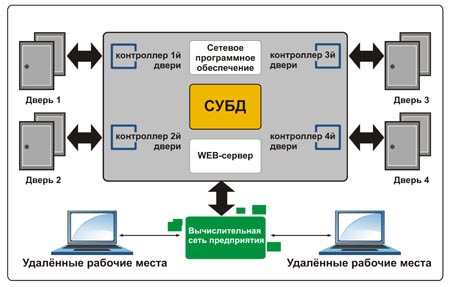 контроллер 1й
двери
Сетевое
программное
обеспечение
контроллер 3й
двери
Дверь 1
Дверь 3
СУБД
контроллер 2й
двери
контроллер 4й
двери
WEB-сервер
Дверь 2
Дверь 4
Вычислительная
сеть предприятия
Удалённые рабочие места
Удалённые рабочие места